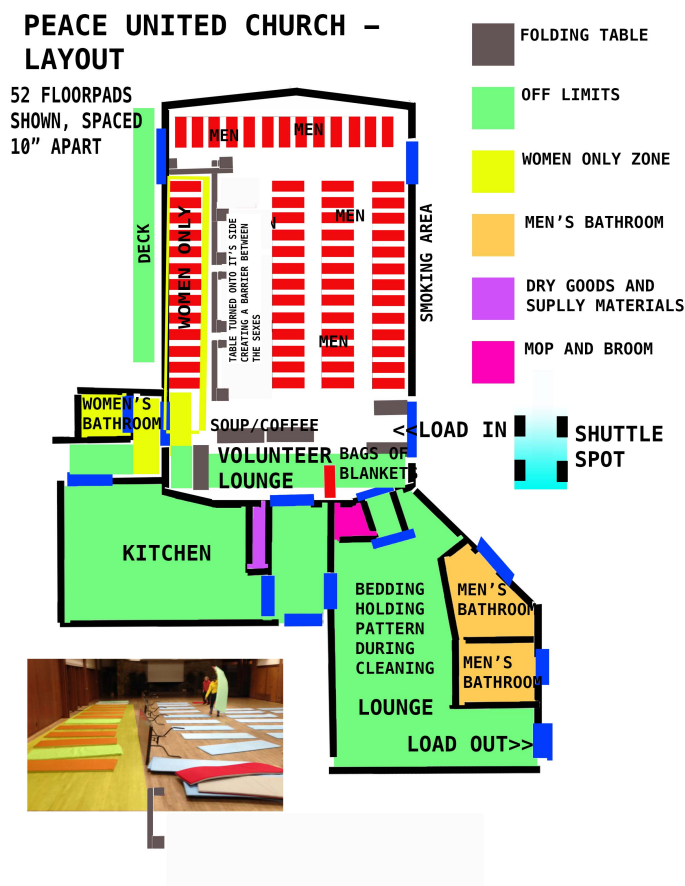 PEACE UNITED CHURCH –
LAYOUT
52 FLOORPADS
SHOWN, SPACED
10” APART
FOLDING TABLE
OFF LIMITS
WOMEN ONLY ZONE
MEN’S BATHROOM
DRY GOODS AND
SUPLLY MATERIALS
MOP AND BROOM
MEN
MEN
MEN
MEN
DECK
WOMEN ONLY
TABLE TURNED ONTO IT’S SIDE
CREATING A BARRIER BETWEEN
THE SEXES
SMOKING AREA
WOMEN’S
BATHROOM
SOUP/COFFEE
<<LOAD IN
SHUTTLE
SPOT
VOLUNTEER
LOUNGE
BAGS OF
BLANKETS
KITCHEN
BEDDING
HOLDING
PATTERN
DURING
CLEANING
LOUNGE
MEN’S
BATHROOM
MEN’S
BATHROOM
LOAD OUT>>